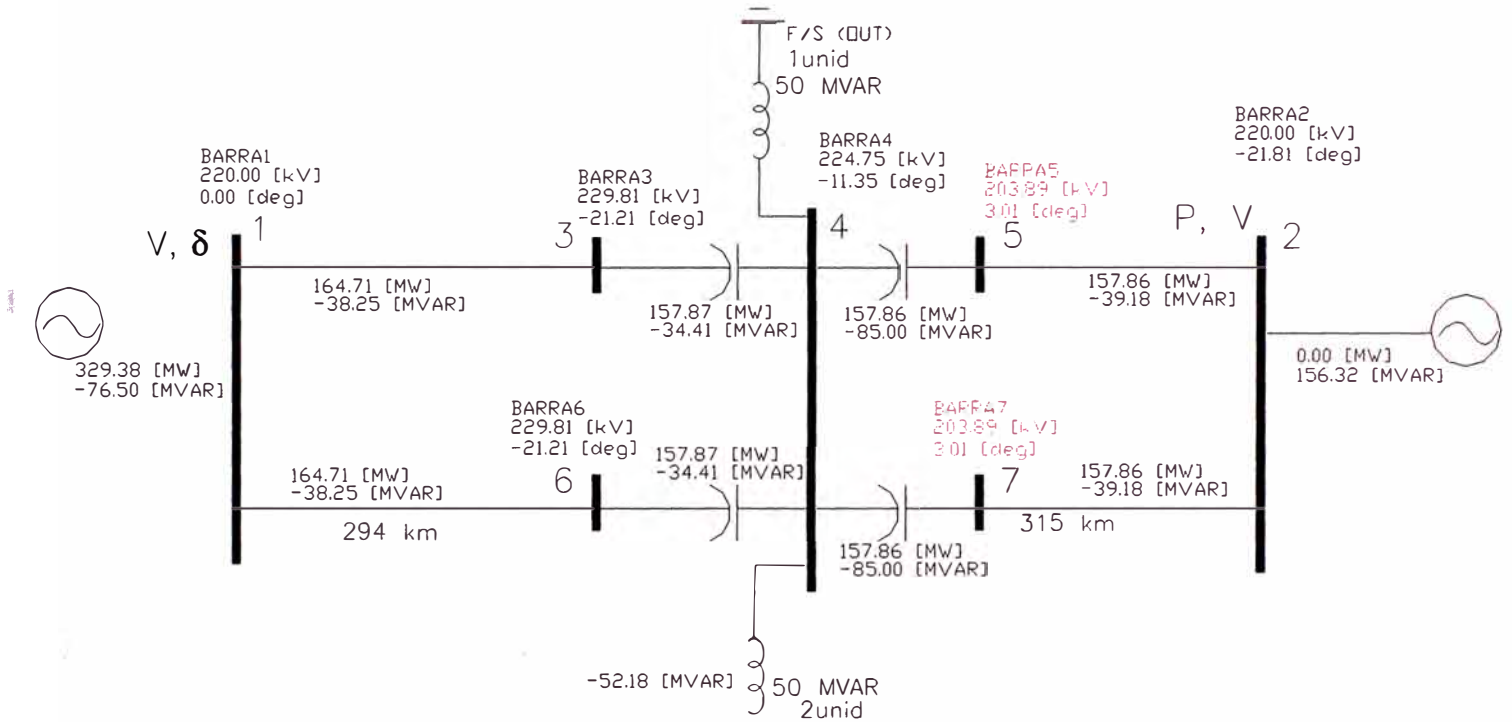 F/S (OUT)
1unid
50 MVAR
BARRA1
220.00 [kV]
0.00 [deg]
1
V, δ
BARRA3
229.81 [kV]
-21.21 [deg]
3
BARRA4
224.75 [kV]
-11.35 [deg]
4
BARRA5
203.89 [kV]
3.01 [deg]
5
BARRA2
220.00 [kV]
-21.81 [deg]
P, V
2
164.71 [MW]
-38.25 [MVAR]
157.87 [MW]
-34.41 [MVAR]
157.86 [MW]
-85.00 [MVAR]
157.86 [MW]
-39.18 [MVAR]
329.38 [MW]
-76.50 [MVAR]
0.00 [MW]
156.32 [MVAR]
BARRA6
229.81 [kV]
-21.21 [deg]
6
157.87 [MW]
-34.41 [MVAR]
BARRA7
203.89 [kV]
3.01 [deg]
7
164.71 [MW]
-38.25 [MVAR]
294 km
157.86 [MW]
-39.18 [MVAR]
315 km
157.86 [MW]
-85.00 [MVAR]
-52.18 [MVAR]
50 MVAR
2unid